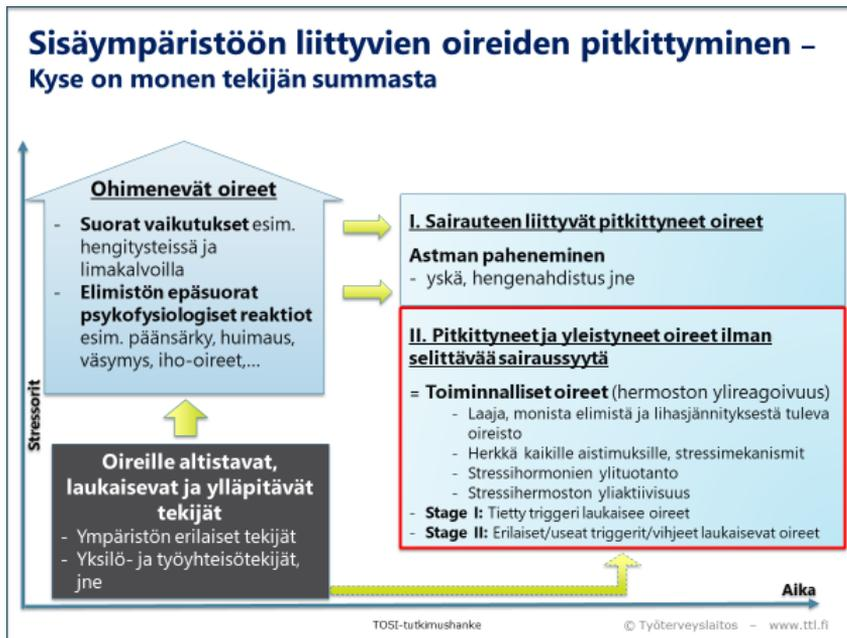 Sisäympäristöön liittyvien oireiden pitkittyminen –
Kyse on monen tekijän summasta
Stressorit
Ohimenevät oireet
- Suorat vaikutukset esim.
hengitysteissä ja
limakalvoilla
- Elimistön epäsuorat
psykofysiologiset reaktiot
esim. päänsärky, huimaus,
väsymys, iho-oireet,...
Oireille altistavat,
laukaisevat ja ylläpitävät
tekijät
- Ympäristön erilaiset tekijät
- Yksilö- ja työyhteisötekijät,
jne
I. Sairauteen liittyvät pitkittyneet oireet
Astman paheneminen
- yskä, hengenahdistus jne
II. Pitkittyneet ja yleistyneet oireet ilman
selittävää sairaussyytä
= Toiminnalliset oireet (hermoston ylireagoivuus)
- Laaja, monista elimistä ja lihasjännityksestä tuleva
oireisto
- Herkkä kaikille aistimuksille, stressimekanismit
- Stressihormonien ylituotanto
- Stressihermoston yliaktiivisuus
- Stage I: Tietty triggeri laukaisee oireet
- Stage II: Erilaiset/useat triggerit/vihjeet laukaisevat oireet
Aika
TOSI-tutkimushanke
© Työterveyslaitos – www.ttl.fi